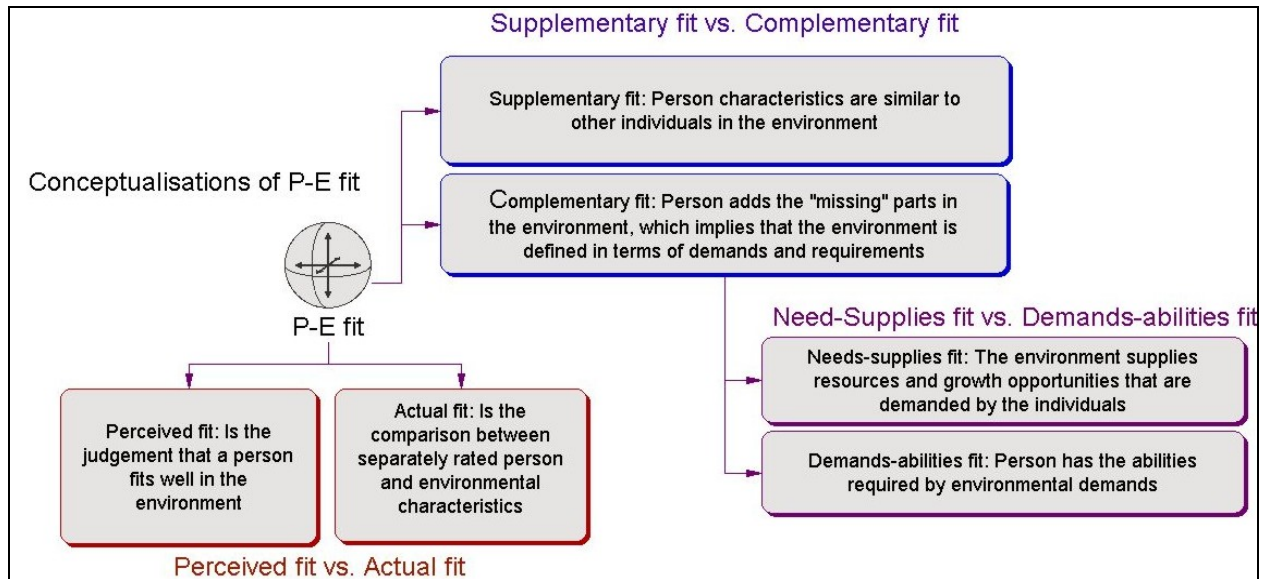 Supplementary fit vs. Complementary fit
Supplementary fit: Person characteristics are similar to
other individuals in the environment
Conceptualisations of P-E fit
Complementary fit: Person adds the "missing" parts in
the environment, which implies that the environment is
defined in terms of demands and requirements
P-E fit
Need-Supplies fit vs. Demands-abilities fit
Needs-supplies fit: The environment supplies
resources and growth opportunities that are
demanded by the individuals
Demands-abilities fit: Person has the abilities
required by environmental demands
Perceived fit: Is the
judgement that a person
fits well in the
environment
Actual fit: Is the
comparison between
separately rated person
and environmental
characteristics
Perceived fit vs. Actual fit